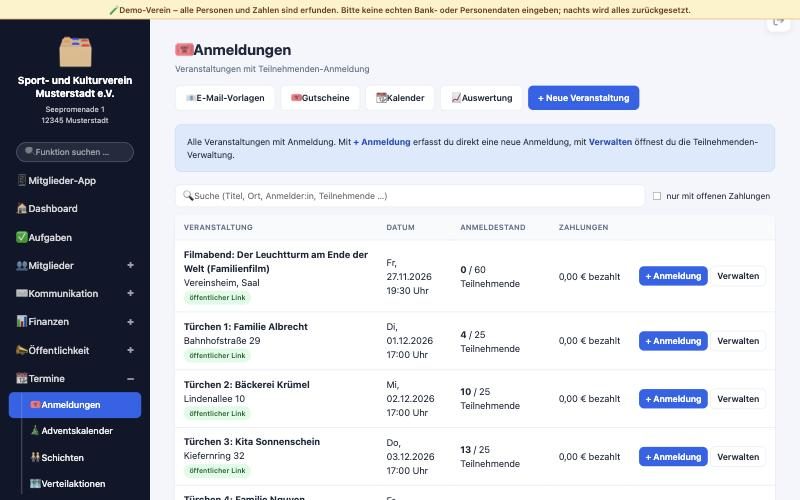 Demo-Verein – alle Personen und Zahlen sind erfunden. Bitte keine echten Bank- oder Personendaten eingeben; nachts wird alles zurückgesetzt.
Sport- und Kulturverein
Musterstadt e.V.
Seepromenade 1
12345 Musterstadt
Funktion suchen ...
Mitglieder-App
Dashboard
Aufgaben
Mitglieder +
Kommunikation +
Finanzen +
Öffentlichkeit +
Termine –
Anmeldungen
Adventskalender
Schichten
Verteilaktionen
Anmeldungen
Veranstaltungen mit Teilnehmenden-Anmeldung
E-Mail-Vorlagen Gutscheine Kalender Auswertung + Neue Veranstaltung
Alle Veranstaltungen mit Anmeldung. Mit + Anmeldung erfasst du direkt eine neue Anmeldung, mit Verwalten öffnest du die Teilnehmenden-
Verwaltung.
Suche (Titel, Ort, Anmelder:in, Teilnehmende ...) nur mit offenen Zahlungen
VERANSTALTUNG DATUM ANMELDESTAND ZAHLUNGEN
Filmabend: Der Leuchtturm am Ende der
Welt (Familienfilm)
Vereinsheim, Saal
öffentlicher Link
Fr,
27.11.2026
19:30 Uhr
0 / 60
Teilnehmende
0,00 € bezahlt + Anmeldung Verwalten
Türchen 1: Familie Albrecht
Bahnhofstraße 29
öffentlicher Link
Di,
01.12.2026
17:00 Uhr
4 / 25
Teilnehmende
0,00 € bezahlt + Anmeldung Verwalten
Türchen 2: Bäckerei Krümel
Lindenallee 10
öffentlicher Link
Mi,
02.12.2026
17:00 Uhr
10 / 25
Teilnehmende
0,00 € bezahlt + Anmeldung Verwalten
Türchen 3: Kita Sonnenschein
Kiefernring 32
öffentlicher Link
Do,
03.12.2026
17:00 Uhr
13 / 25
Teilnehmende
0,00 € bezahlt + Anmeldung Verwalten
Türchen 4: Familie Nguyen